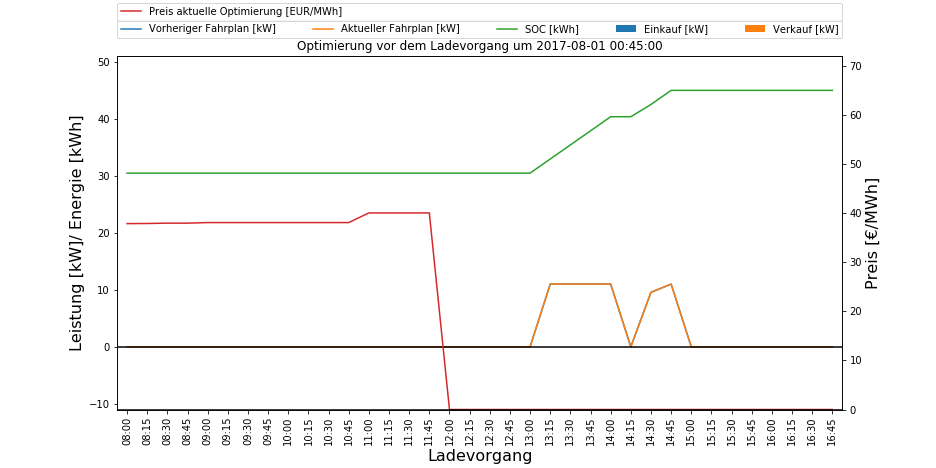 Preis aktuelle Optimierung [EUR/MWh]
Vorheriger Fahrplan [kW] Aktueller Fahrplan [kW] SOC [kWh] Einkauf [kW] Verkauf [kW]
Optimierung vor dem Ladevorgang um 2017-08-01 00:45:00
Leistung [kW]/ Energie [kWh]
50
40
30
20
10
0
−10
70
60
50
40
30
20
10
0
Preis [€/MWh]
08:00 08:15 08:30 08:45 09:00 09:15 09:30 09:45 10:00 10:15 10:30 10:45 11:00 11:15 11:30 11:45 12:00 12:15 12:30 12:45 13:00 13:15 13:30 13:45 14:00 14:15 14:30 14:45 15:00 15:15 15:30 15:45 16:00 16:15 16:30 16:45
Ladevorgang